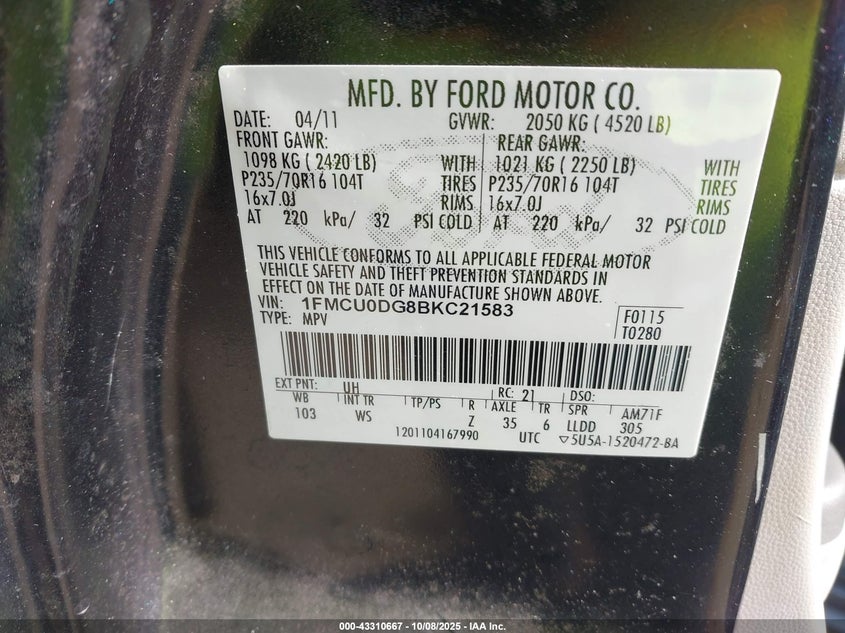 MFD. BY FORD MOTOR CO.
DATE: 04/11 GVWR: 2050 KG ( 4520 LB)
FRONT GAWR: REAR GAWR:
1098 KG ( 2420 LB) WITH 1021 KG ( 2250 LB) WITH
P235/70R16 104T TIRES P235/70R16 104T TIRES
16x7.0J RIMS 16x7.0J RIMS
AT 220 kPa/ 32 PSI COLD AT 220 kPa/ 32 PSI COLD
THIS VEHICLE CONFORMS TO ALL APPLICABLE FEDERAL MOTOR
VEHICLE SAFETY AND THEFT PREVENTION STANDARDS IN
EFFECT ON THE DATE OF MANUFACTURE SHOWN ABOVE.
VIN: 1FMCU0DG8BKC21583 F0115
TYPE: MPV T0280
EXT PNT: UH RC: 21 DSO:
WB INT TR TP/PS R AXLE TR SPR AM71F
103 WS Z 35 6 LLDD 305
1201104167990 UTC ▽5U5A-1520472-BA
000-43310667 - 10/08/2025 - IAA Inc.